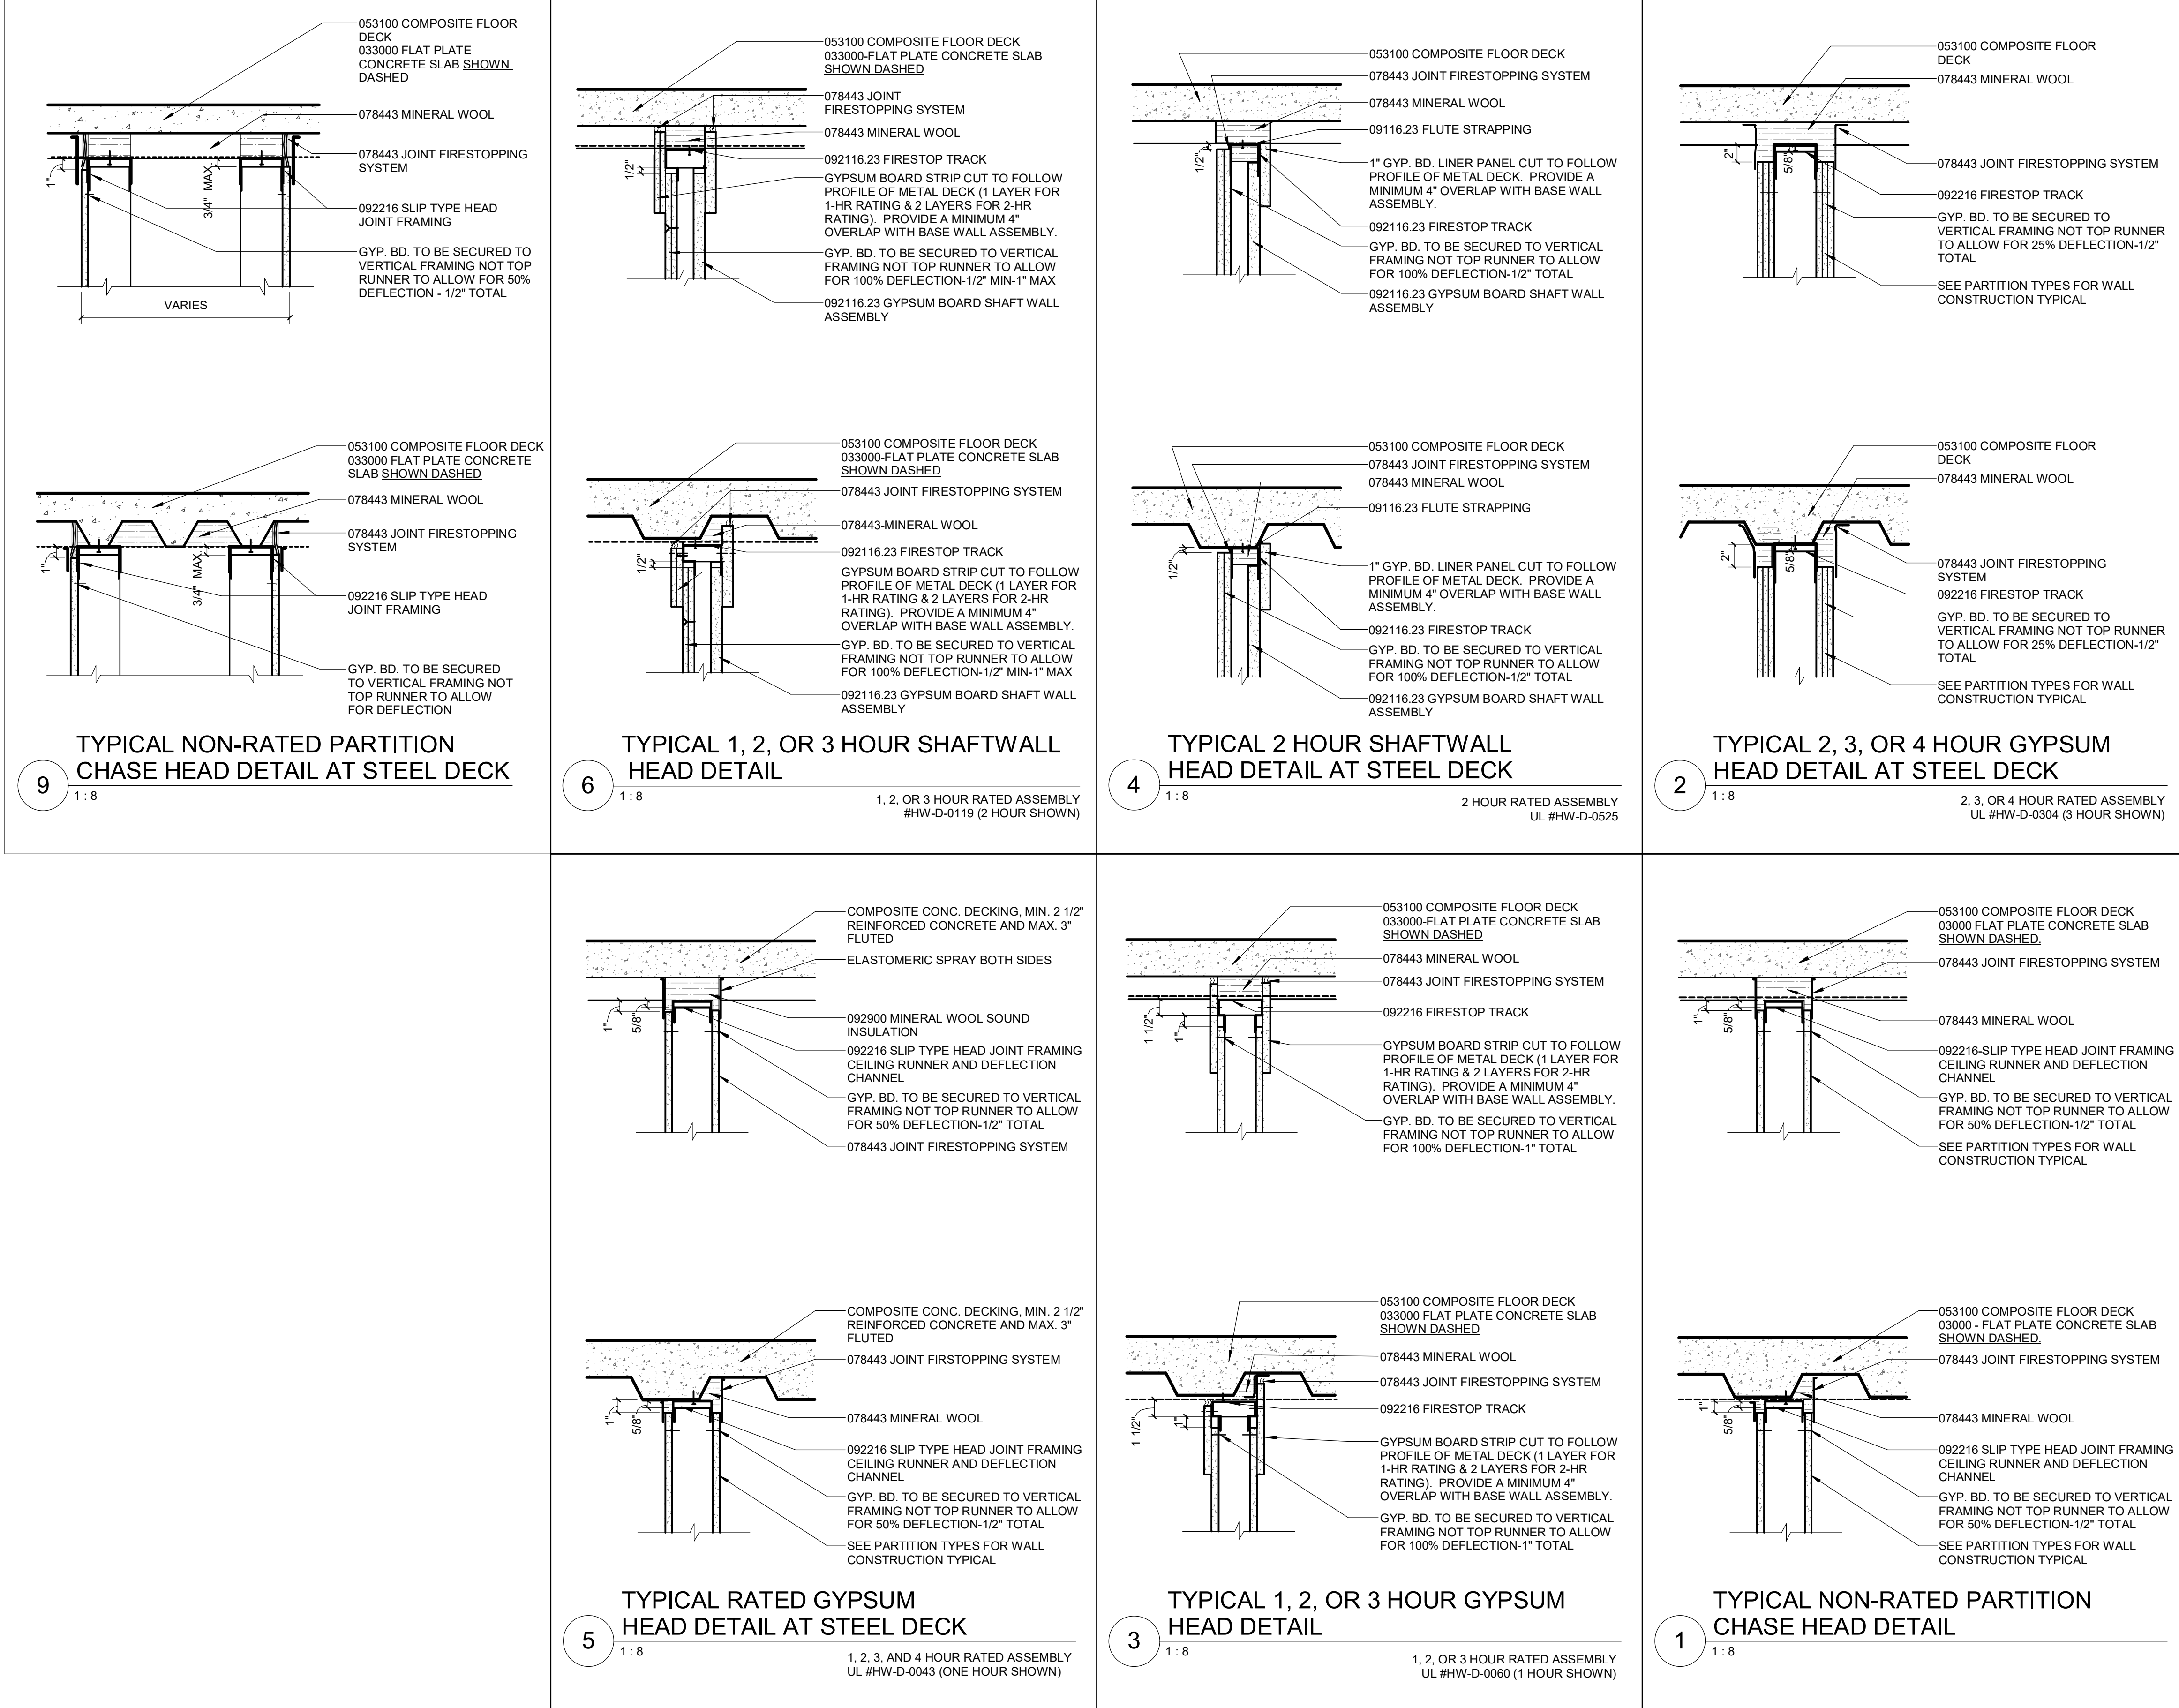 053100 COMPOSITE FLOOR
DECK
033000 FLAT PLATE
CONCRETE SLAB SHOWN
DASHED
078443 MINERAL WOOL
078443 JOINT FIRESTOPPING
SYSTEM
092216 SLIP TYPE HEAD
JOINT FRAMING
GYP. BD. TO BE SECURED TO
VERTICAL FRAMING NOT TOP
RUNNER TO ALLOW FOR 50%
DEFLECTION - 1/2" TOTAL
1"
3/4" MAX.
VARIES
053100 COMPOSITE FLOOR DECK
033000 FLAT PLATE CONCRETE
SLAB SHOWN DASHED
078443 MINERAL WOOL
078443 JOINT FIRESTOPPING
SYSTEM
092216 SLIP TYPE HEAD
JOINT FRAMING
GYP. BD. TO BE SECURED
TO VERTICAL FRAMING NOT
TOP RUNNER TO ALLOW
FOR DEFLECTION
1"
3/4" MAX.
9
TYPICAL NON-RATED PARTITION
CHASE HEAD DETAIL AT STEEL DECK
1 : 8
053100 COMPOSITE FLOOR DECK
033000-FLAT PLATE CONCRETE SLAB
SHOWN DASHED
078443 JOINT
FIRESTOPPING SYSTEM
078443 MINERAL WOOL
092116.23 FIRESTOP TRACK
GYPSUM BOARD STRIP CUT TO FOLLOW
PROFILE OF METAL DECK (1 LAYER FOR
1-HR RATING & 2 LAYERS FOR 2-HR
RATING). PROVIDE A MINIMUM 4"
OVERLAP WITH BASE WALL ASSEMBLY.
GYP. BD. TO BE SECURED TO VERTICAL
FRAMING NOT TOP RUNNER TO ALLOW
FOR 100% DEFLECTION-1/2" MIN-1" MAX
092116.23 GYPSUM BOARD SHAFT WALL
ASSEMBLY
1/2"
053100 COMPOSITE FLOOR DECK
033000-FLAT PLATE CONCRETE SLAB
SHOWN DASHED
078443 JOINT FIRESTOPPING SYSTEM
078443-MINERAL WOOL
092116.23 FIRESTOP TRACK
GYPSUM BOARD STRIP CUT TO FOLLOW
PROFILE OF METAL DECK (1 LAYER FOR
1-HR RATING & 2 LAYERS FOR 2-HR
RATING). PROVIDE A MINIMUM 4"
OVERLAP WITH BASE WALL ASSEMBLY.
GYP. BD. TO BE SECURED TO VERTICAL
FRAMING NOT TOP RUNNER TO ALLOW
FOR 100% DEFLECTION-1/2" MIN-1" MAX
092116.23 GYPSUM BOARD SHAFT WALL
ASSEMBLY
1/2"
6
TYPICAL 1, 2, OR 3 HOUR SHAFTWALL
HEAD DETAIL
1 : 8
1, 2, OR 3 HOUR RATED ASSEMBLY
#HW-D-0119 (2 HOUR SHOWN)
053100 COMPOSITE FLOOR DECK
078443 JOINT FIRESTOPPING SYSTEM
078443 MINERAL WOOL
09116.23 FLUTE STRAPPING
1" GYP. BD. LINER PANEL CUT TO FOLLOW
PROFILE OF METAL DECK. PROVIDE A
MINIMUM 4" OVERLAP WITH BASE WALL
ASSEMBLY.
092116.23 FIRESTOP TRACK
GYP. BD. TO BE SECURED TO VERTICAL
FRAMING NOT TOP RUNNER TO ALLOW
FOR 100% DEFLECTION-1/2" TOTAL
092116.23 GYPSUM BOARD SHAFT WALL
ASSEMBLY
1/2"
053100 COMPOSITE FLOOR DECK
078443 JOINT FIRESTOPPING SYSTEM
078443 MINERAL WOOL
09116.23 FLUTE STRAPPING
1" GYP. BD. LINER PANEL CUT TO FOLLOW
PROFILE OF METAL DECK. PROVIDE A
MINIMUM 4" OVERLAP WITH BASE WALL
ASSEMBLY.
092116.23 FIRESTOP TRACK
GYP. BD. TO BE SECURED TO VERTICAL
FRAMING NOT TOP RUNNER TO ALLOW
FOR 100% DEFLECTION-1/2" TOTAL
092116.23 GYPSUM BOARD SHAFT WALL
ASSEMBLY
1/2"
4
TYPICAL 2 HOUR SHAFTWALL
HEAD DETAIL AT STEEL DECK
1 : 8
2 HOUR RATED ASSEMBLY
UL #HW-D-0525
053100 COMPOSITE FLOOR
DECK
078443 MINERAL WOOL
078443 JOINT FIRESTOPPING SYSTEM
092216 FIRESTOP TRACK
GYP. BD. TO BE SECURED TO
VERTICAL FRAMING NOT TOP RUNNER
TO ALLOW FOR 25% DEFLECTION-1/2"
TOTAL
SEE PARTITION TYPES FOR WALL
CONSTRUCTION TYPICAL
2"
5/8"
053100 COMPOSITE FLOOR
DECK
078443 MINERAL WOOL
078443 JOINT FIRESTOPPING
SYSTEM
092216 FIRESTOP TRACK
GYP. BD. TO BE SECURED TO
VERTICAL FRAMING NOT TOP RUNNER
TO ALLOW FOR 25% DEFLECTION-1/2"
TOTAL
SEE PARTITION TYPES FOR WALL
CONSTRUCTION TYPICAL
2"
5/8"
2
TYPICAL 2, 3, OR 4 HOUR GYPSUM
HEAD DETAIL AT STEEL DECK
1 : 8
2, 3, OR 4 HOUR RATED ASSEMBLY
UL #HW-D-0304 (3 HOUR SHOWN)
COMPOSITE CONC. DECKING, MIN. 2 1/2"
REINFORCED CONCRETE AND MAX. 3"
FLUTED
ELASTOMERIC SPRAY BOTH SIDES
092900 MINERAL WOOL SOUND
INSULATION
092216 SLIP TYPE HEAD JOINT FRAMING
CEILING RUNNER AND DEFLECTION
CHANNEL
GYP. BD. TO BE SECURED TO VERTICAL
FRAMING NOT TOP RUNNER TO ALLOW
FOR 50% DEFLECTION-1/2" TOTAL
078443 JOINT FIRESTOPPING SYSTEM
1"
5/8"
COMPOSITE CONC. DECKING, MIN. 2 1/2"
REINFORCED CONCRETE AND MAX. 3"
FLUTED
078443 JOINT FIRSTOPPING SYSTEM
078443 MINERAL WOOL
092216 SLIP TYPE HEAD JOINT FRAMING
CEILING RUNNER AND DEFLECTION
CHANNEL
GYP. BD. TO BE SECURED TO VERTICAL
FRAMING NOT TOP RUNNER TO ALLOW
FOR 50% DEFLECTION-1/2" TOTAL
SEE PARTITION TYPES FOR WALL
CONSTRUCTION TYPICAL
1"
5/8"
5
TYPICAL RATED GYPSUM
HEAD DETAIL AT STEEL DECK
1 : 8
1, 2, 3, AND 4 HOUR RATED ASSEMBLY
UL #HW-D-0043 (ONE HOUR SHOWN)
053100 COMPOSITE FLOOR DECK
033000-FLAT PLATE CONCRETE SLAB
SHOWN DASHED
078443 MINERAL WOOL
078443 JOINT FIRESTOPPING SYSTEM
092216 FIRESTOP TRACK
GYPSUM BOARD STRIP CUT TO FOLLOW
PROFILE OF METAL DECK (1 LAYER FOR
1-HR RATING & 2 LAYERS FOR 2-HR
RATING). PROVIDE A MINIMUM 4"
OVERLAP WITH BASE WALL ASSEMBLY.
GYP. BD. TO BE SECURED TO VERTICAL
FRAMING NOT TOP RUNNER TO ALLOW
FOR 100% DEFLECTION-1" TOTAL
1 1/2"
1"
053100 COMPOSITE FLOOR DECK
033000 FLAT PLATE CONCRETE SLAB
SHOWN DASHED
078443 MINERAL WOOL
078443 JOINT FIRESTOPPING SYSTEM
092216 FIRESTOP TRACK
GYPSUM BOARD STRIP CUT TO FOLLOW
PROFILE OF METAL DECK (1 LAYER FOR
1-HR RATING & 2 LAYERS FOR 2-HR
RATING). PROVIDE A MINIMUM 4"
OVERLAP WITH BASE WALL ASSEMBLY.
GYP. BD. TO BE SECURED TO VERTICAL
FRAMING NOT TOP RUNNER TO ALLOW
FOR 100% DEFLECTION-1" TOTAL
1 1/2"
1"
3
TYPICAL 1, 2, OR 3 HOUR GYPSUM
HEAD DETAIL
1 : 8
1, 2, OR 3 HOUR RATED ASSEMBLY
UL #HW-D-0060 (1 HOUR SHOWN)
053100 COMPOSITE FLOOR DECK
03000 FLAT PLATE CONCRETE SLAB
SHOWN DASHED.
078443 JOINT FIRESTOPPING SYSTEM
078443 MINERAL WOOL
092216-SLIP TYPE HEAD JOINT FRAMING
CEILING RUNNER AND DEFLECTION
CHANNEL
GYP. BD. TO BE SECURED TO VERTICAL
FRAMING NOT TOP RUNNER TO ALLOW
FOR 50% DEFLECTION-1/2" TOTAL
SEE PARTITION TYPES FOR WALL
CONSTRUCTION TYPICAL
1"
5/8"
053100 COMPOSITE FLOOR DECK
03000 - FLAT PLATE CONCRETE SLAB
SHOWN DASHED.
078443 JOINT FIRESTOPPING SYSTEM
078443 MINERAL WOOL
092216 SLIP TYPE HEAD JOINT FRAMING
CEILING RUNNER AND DEFLECTION
CHANNEL
GYP. BD. TO BE SECURED TO VERTICAL
FRAMING NOT TOP RUNNER TO ALLOW
FOR 50% DEFLECTION-1/2" TOTAL
SEE PARTITION TYPES FOR WALL
CONSTRUCTION TYPICAL
1"
5/8"
1
TYPICAL NON-RATED PARTITION
CHASE HEAD DETAIL
1 : 8